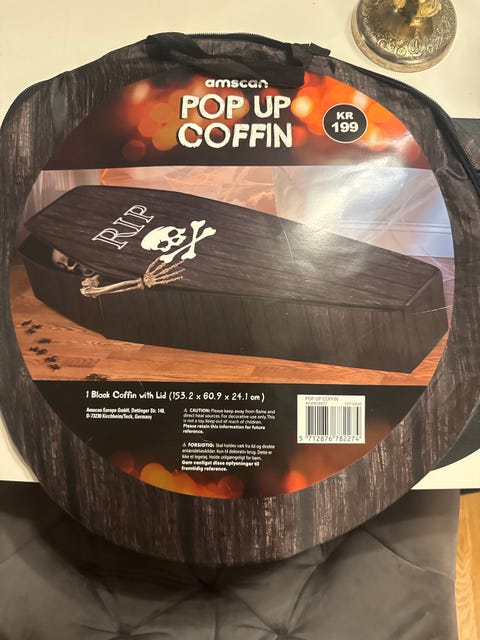 amscan
POP UP
COFFIN
KR
199
RIP
1 Black Coffin with Lid (153.2 x 60.9 x 24.1 cm)
Amscan Europe GmbH, Dettinger Str. 148,
D-73230 Kirchheim/Teck, Germany
CAUTION: Please keep away from flame and
direct heat sources. For decorative use only This
is not a toy. Keep out of reach of children.
Please retain this information for future
reference.
FORSIGTIG: Skal holdes væk fra ild og direkte
antændelseskilder. Kun til dekorativ brug. Dette er
ikke et legetøj. Holde utilgængeligt for børn.
Gem venligst disse oplysninger til
fremtidig reference.
POP UP COFFIN
5 712876 782274